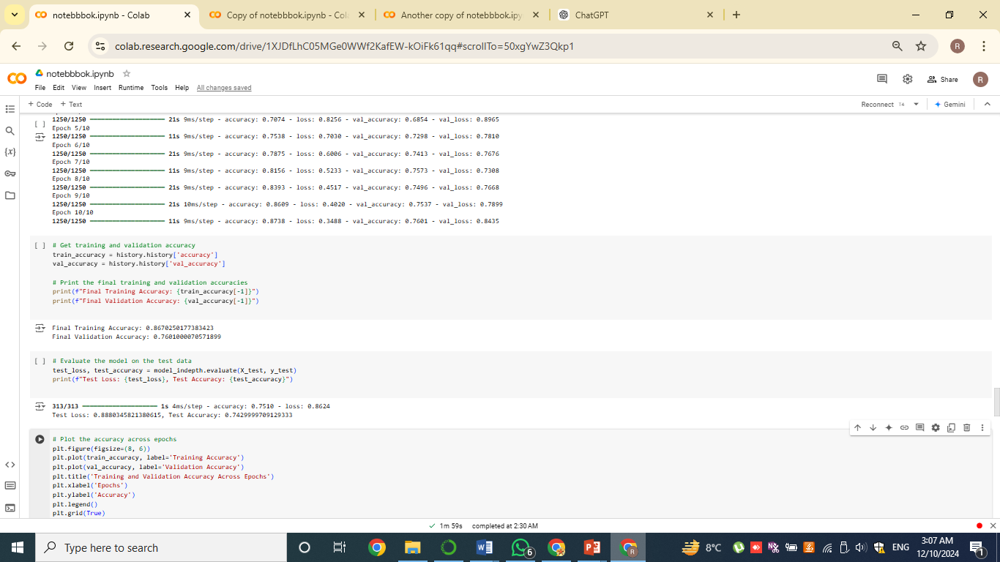 notebbbok.ipynb - Colab
Copy of notebbbok.ipynb - Col
Another copy of notebbbok.ipy
ChatGPT
colab.research.google.com/drive/1XJDfLhC05MGe0WWf2KafEW-kOiFk61qq#scrollTo=50xgYwZ3Qkp1
R
notebbbok.ipynb
File Edit View Insert Runtime Tools Help All changes saved
Share
R
+ Code + Text
Reconnect T4
Gemini
1250/1250 21s 9ms/step - accuracy: 0.7074 - loss: 0.8256 - val_accuracy: 0.6854 - val_loss: 0.8965
[ ]
Epoch 5/10
1250/1250 11s 9ms/step - accuracy: 0.7538 - loss: 0.7030 - val_accuracy: 0.7298 - val_loss: 0.7810
Epoch 6/10
1250/1250 21s 9ms/step - accuracy: 0.7875 - loss: 0.6006 - val_accuracy: 0.7413 - val_loss: 0.7676
Epoch 7/10
1250/1250 11s 9ms/step - accuracy: 0.8156 - loss: 0.5233 - val_accuracy: 0.7573 - val_loss: 0.7308
Epoch 8/10
1250/1250 21s 9ms/step - accuracy: 0.8393 - loss: 0.4517 - val_accuracy: 0.7496 - val_loss: 0.7668
Epoch 9/10
1250/1250 21s 10ms/step - accuracy: 0.8609 - loss: 0.4020 - val_accuracy: 0.7537 - val_loss: 0.7899
Epoch 10/10
1250/1250 11s 9ms/step - accuracy: 0.8738 - loss: 0.3488 - val_accuracy: 0.7601 - val_loss: 0.8435
[ ] # Get training and validation accuracy
train_accuracy = history.history['accuracy']
val_accuracy = history.history['val_accuracy']
# Print the final training and validation accuracies
print(f"Final Training Accuracy: {train_accuracy[-1]}")
print(f"Final Validation Accuracy: {val_accuracy[-1]}")
Final Training Accuracy: 0.8670250177383423
Final Validation Accuracy: 0.7601000070571899
[ ] # Evaluate the model on the test data
test_loss, test_accuracy = model_indepth.evaluate(X_test, y_test)
print(f"Test Loss: {test_loss}, Test Accuracy: {test_accuracy}")
313/313 1s 4ms/step - accuracy: 0.7510 - loss: 0.8624
Test Loss: 0.8880345821380615, Test Accuracy: 0.7429999709129333
# Plot the accuracy across epochs
plt.figure(figsize=(8, 6))
plt.plot(train_accuracy, label='Training Accuracy')
plt.plot(val_accuracy, label='Validation Accuracy')
plt.title('Training and Validation Accuracy Across Epochs')
plt.xlabel('Epochs')
plt.ylabel('Accuracy')
plt.legend()
plt.grid(True)
1m 59s completed at 2:30 AM
Type here to search
6
8°C
ENG
3:07 AM
12/10/2024
1